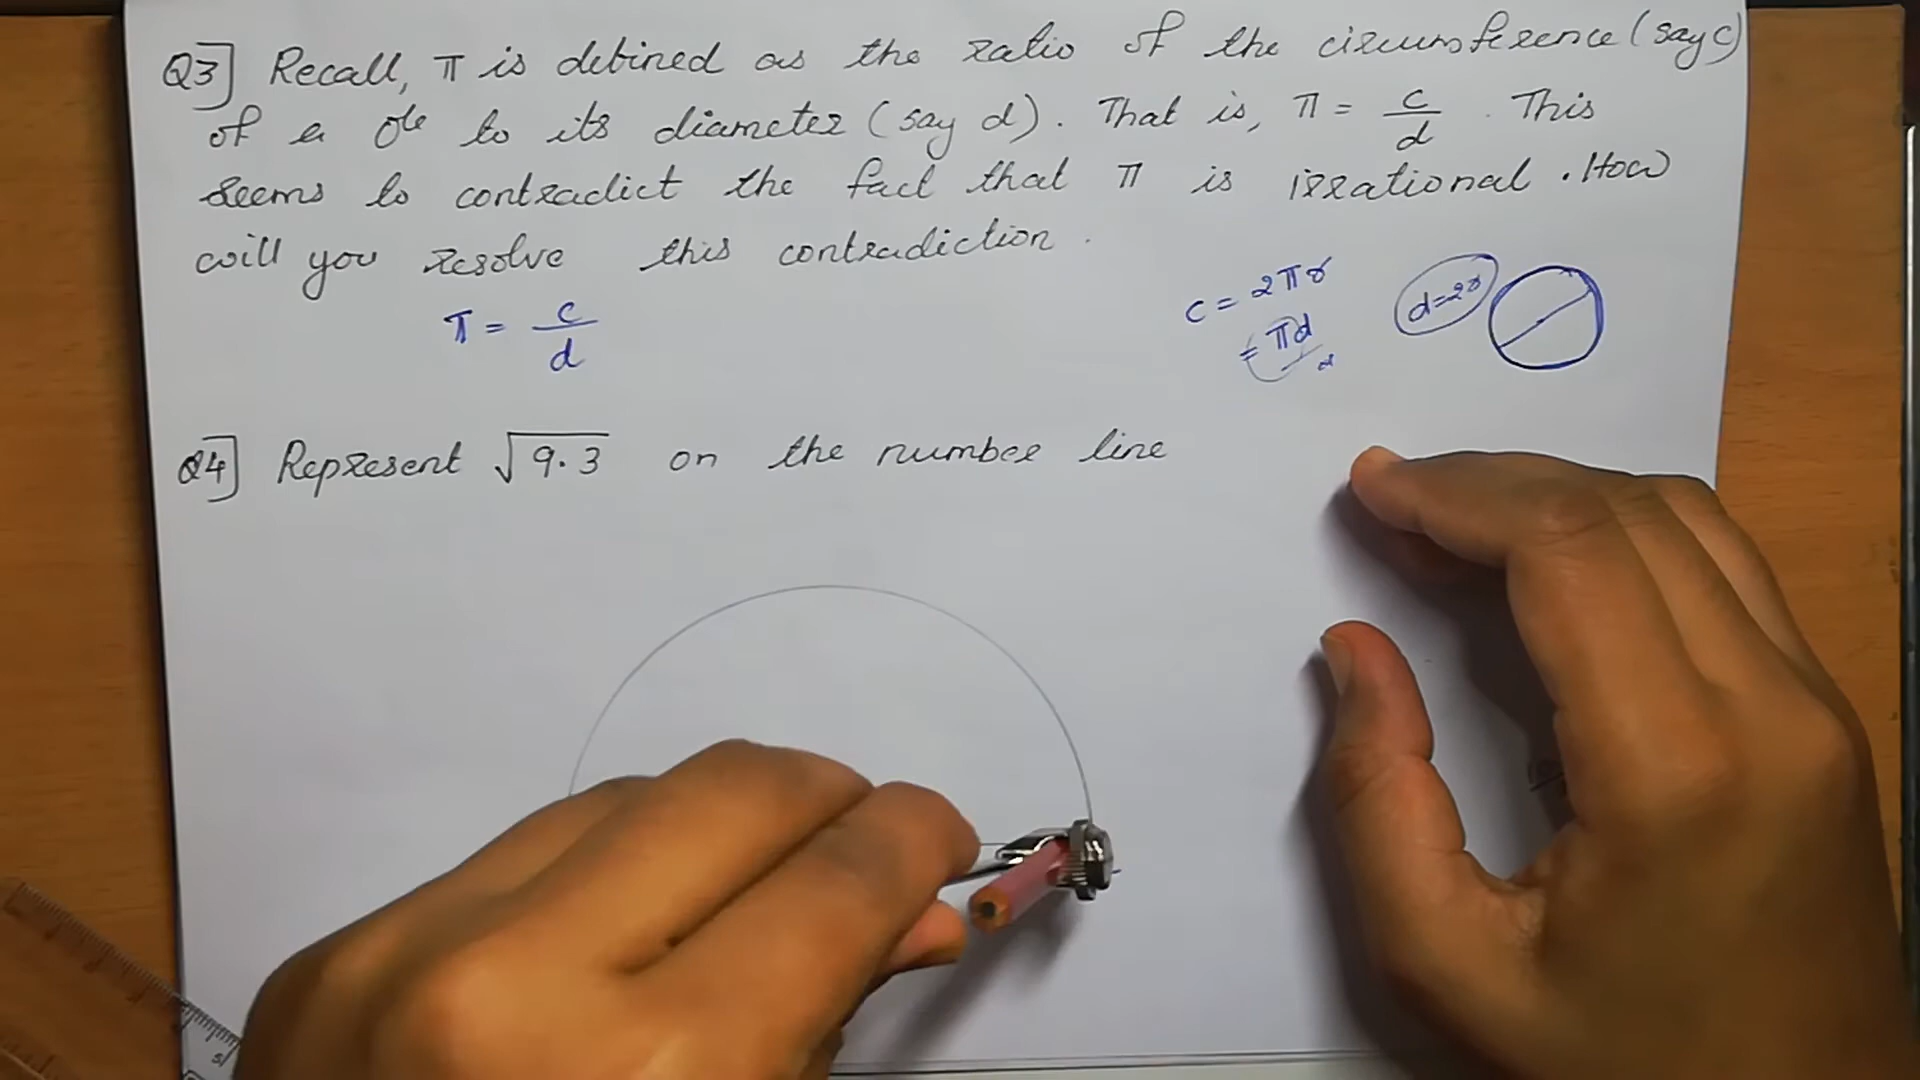 Q3] Recall, π is defined as the ratio of the circumference (say c)
of a Ole to its diameter (say d). That is, π = c/d. This
seems to contradict the fact that π is irrational. How
will you resolve this contradiction.
π = c/d
c = 2πr
= πd
d=2r
Q4] Represent √9.3 on the number line